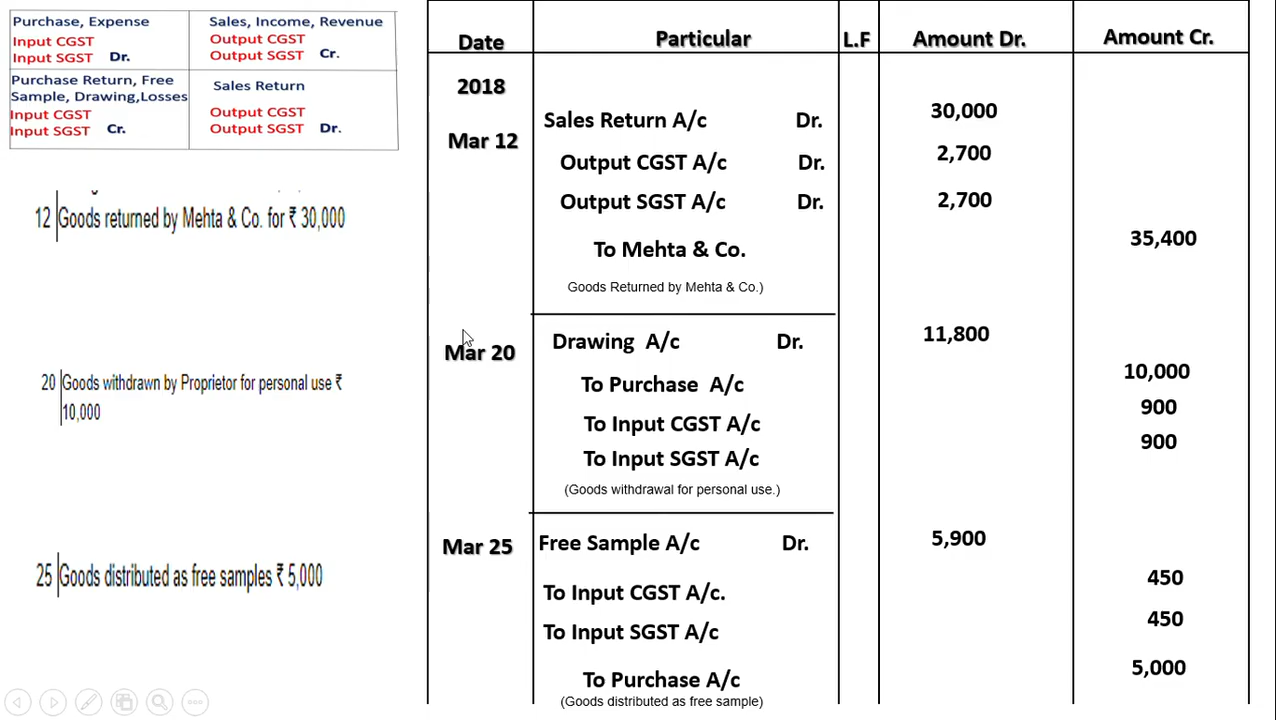 Purchase, Expense
Input CGST
Input SGST Dr.
Sales, Income, Revenue
Output CGST
Output SGST Cr.
Purchase Return, Free
Sample, Drawing,Losses
Input CGST
Input SGST Cr.
Sales Return
Output CGST
Output SGST Dr.
12 Goods returned by Mehta & Co. for ₹ 30,000
20 Goods withdrawn by Proprietor for personal use ₹
10,000
25 Goods distributed as free samples ₹ 5,000
Date Particular L.F Amount Dr. Amount Cr.
2018
Mar 12 Sales Return A/c Dr. 30,000
Output CGST A/c Dr. 2,700
Output SGST A/c Dr. 2,700
To Mehta & Co. 35,400
Goods Returned by Mehta & Co.)
Mar 20 Drawing A/c Dr. 11,800
To Purchase A/c 10,000
To Input CGST A/c 900
To Input SGST A/c 900
(Goods withdrawal for personal use.)
Mar 25 Free Sample A/c Dr. 5,900
To Input CGST A/c. 450
To Input SGST A/c 450
To Purchase A/c 5,000
(Goods distributed as free sample)